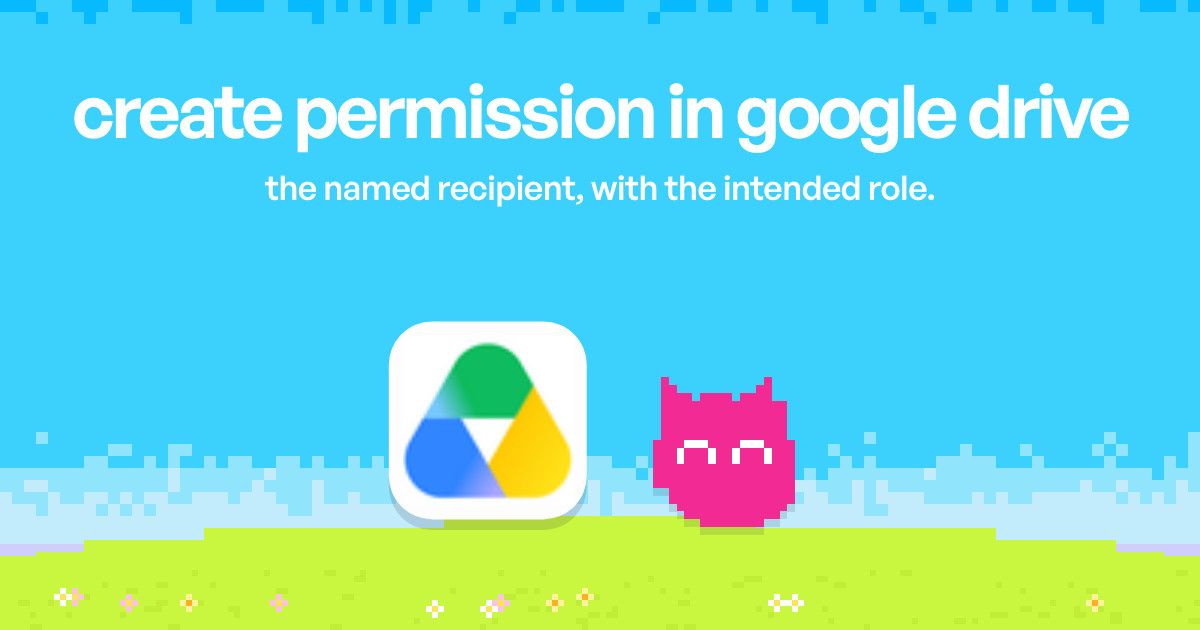 create permission in google drive
the named recipient, with the intended role.